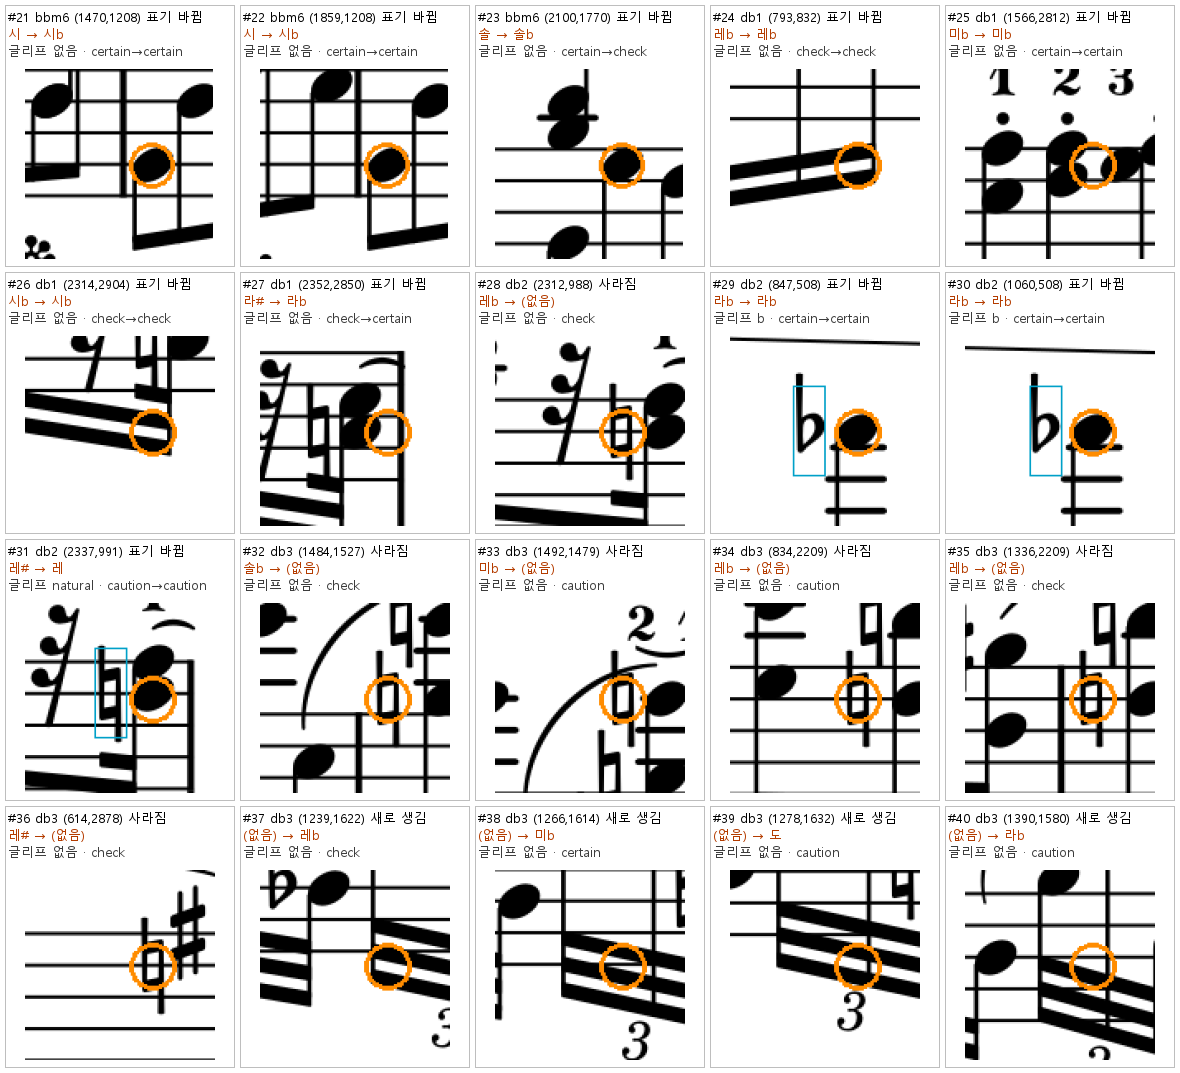 #21 bbm6 (1470,1208) 표기 바뀜
시 → 시b
글리프 없음 · certain→certain
#22 bbm6 (1859,1208) 표기 바뀜
시 → 시b
글리프 없음 · certain→certain
#23 bbm6 (2100,1770) 표기 바뀜
솔 → 솔b
글리프 없음 · certain→check
#24 db1 (793,832) 표기 바뀜
레b → 레b
글리프 없음 · check→check
#25 db1 (1566,2812) 표기 바뀜
미b → 미b
글리프 없음 · certain→certain
1 2 3
#26 db1 (2314,2904) 표기 바뀜
시b → 시b
글리프 없음 · check→check
#27 db1 (2352,2850) 표기 바뀜
라# → 라b
글리프 없음 · check→certain
#28 db2 (2312,988) 사라짐
레b → (없음)
글리프 없음 · check
#29 db2 (847,508) 표기 바뀜
라b → 라b
글리프 b · certain→certain
#30 db2 (1060,508) 표기 바뀜
라b → 라b
글리프 b · certain→certain
#31 db2 (2337,991) 표기 바뀜
레# → 레
글리프 natural · caution→caution
#32 db3 (1484,1527) 사라짐
솔b → (없음)
글리프 없음 · check
#33 db3 (1492,1479) 사라짐
미b → (없음)
글리프 없음 · caution
2
#34 db3 (834,2209) 사라짐
레b → (없음)
글리프 없음 · caution
#35 db3 (1336,2209) 사라짐
레b → (없음)
글리프 없음 · check
#36 db3 (614,2878) 사라짐
레# → (없음)
글리프 없음 · check
#37 db3 (1239,1622) 새로 생김
(없음) → 레b
글리프 없음 · check
3
#38 db3 (1266,1614) 새로 생김
(없음) → 미b
글리프 없음 · certain
3
#39 db3 (1278,1632) 새로 생김
(없음) → 도
글리프 없음 · caution
3
#40 db3 (1390,1580) 새로 생김
(없음) → 라b
글리프 없음 · caution